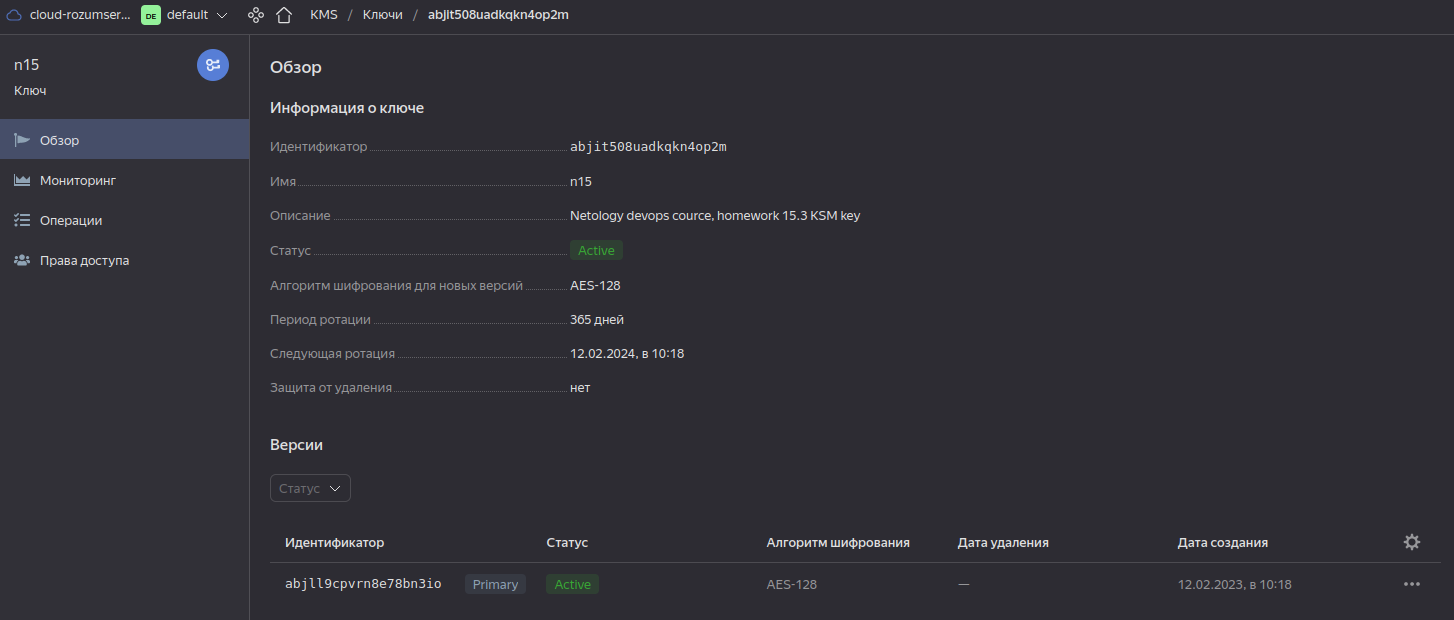 cloud-rozumser... DE default KMS / Ключи / abjit508uadkqkn4op2m
n15
Ключ
Обзор
Мониторинг
Операции
Права доступа
Обзор
Информация о ключе
Идентификатор abjit508uadkqkn4op2m
Имя n15
Описание Netology devops cource, homework 15.3 KSM key
Статус Active
Алгоритм шифрования для новых версий AES-128
Период ротации 365 дней
Следующая ротация 12.02.2024, в 10:18
Защита от удаления нет
Версии
Статус
Идентификатор Статус Алгоритм шифрования Дата удаления Дата создания
abjll9cpvrn8e78bn3io Primary Active AES-128 — 12.02.2023, в 10:18